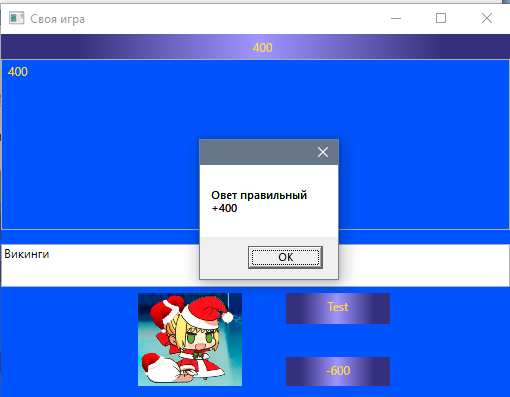 Своя игра
400
400
Овет правильный
+400
OK
Викинги
Test
-600